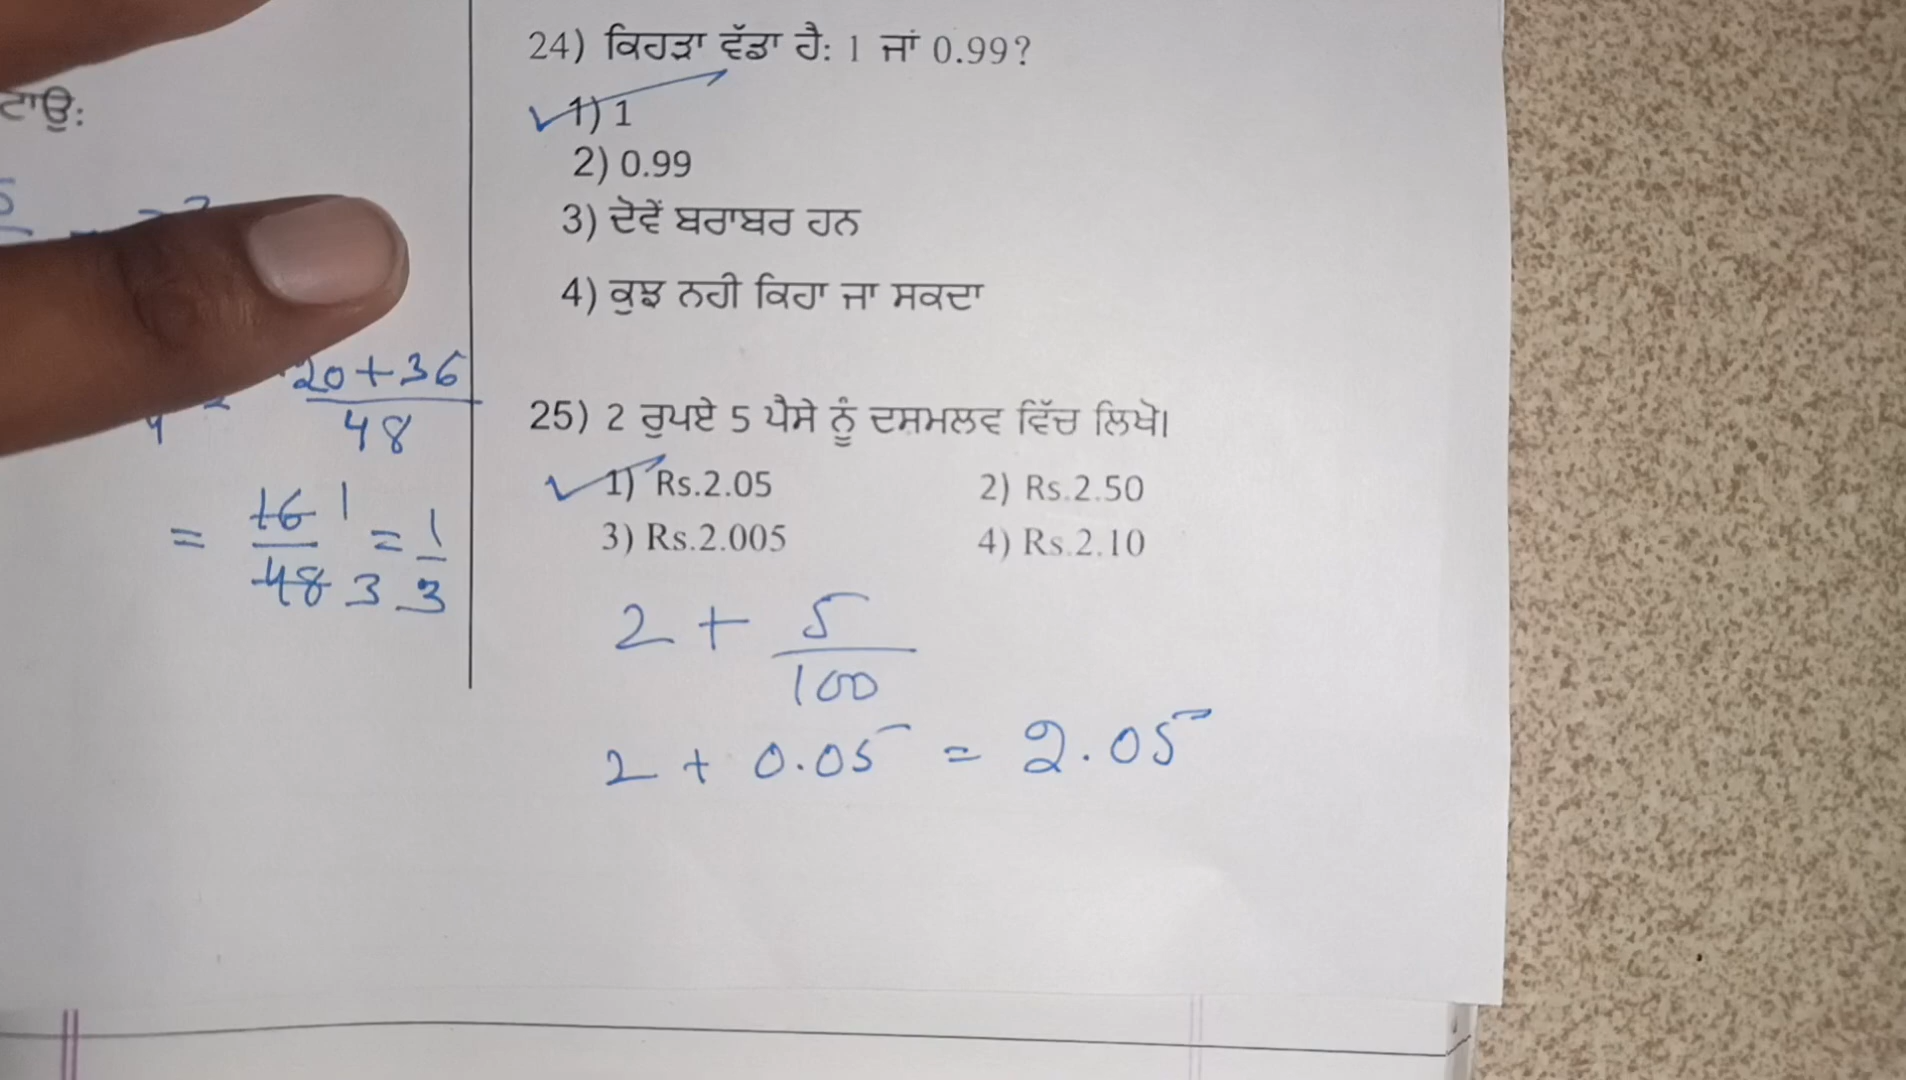 ਟਾਉ:
20+36
48
= 16 1 = 1
48 3 3
24) ਕਿਹੜਾ ਵੱਡਾ ਹੈ: 1 ਜਾਂ 0.99?
1) 1
2) 0.99
3) ਦੋਵੇਂ ਬਰਾਬਰ ਹਨ
4) ਕੁਝ ਨਹੀ ਕਿਹਾ ਜਾ ਸਕਦਾ
25) 2 ਰੁਪਏ 5 ਪੈਸੇ ਨੂੰ ਦਸਮਲਵ ਵਿੱਚ ਲਿਖੋ।
1) Rs.2.05 2) Rs.2.50
3) Rs.2.005 4) Rs.2.10
2 + 5
100
2 + 0.05 = 2.05